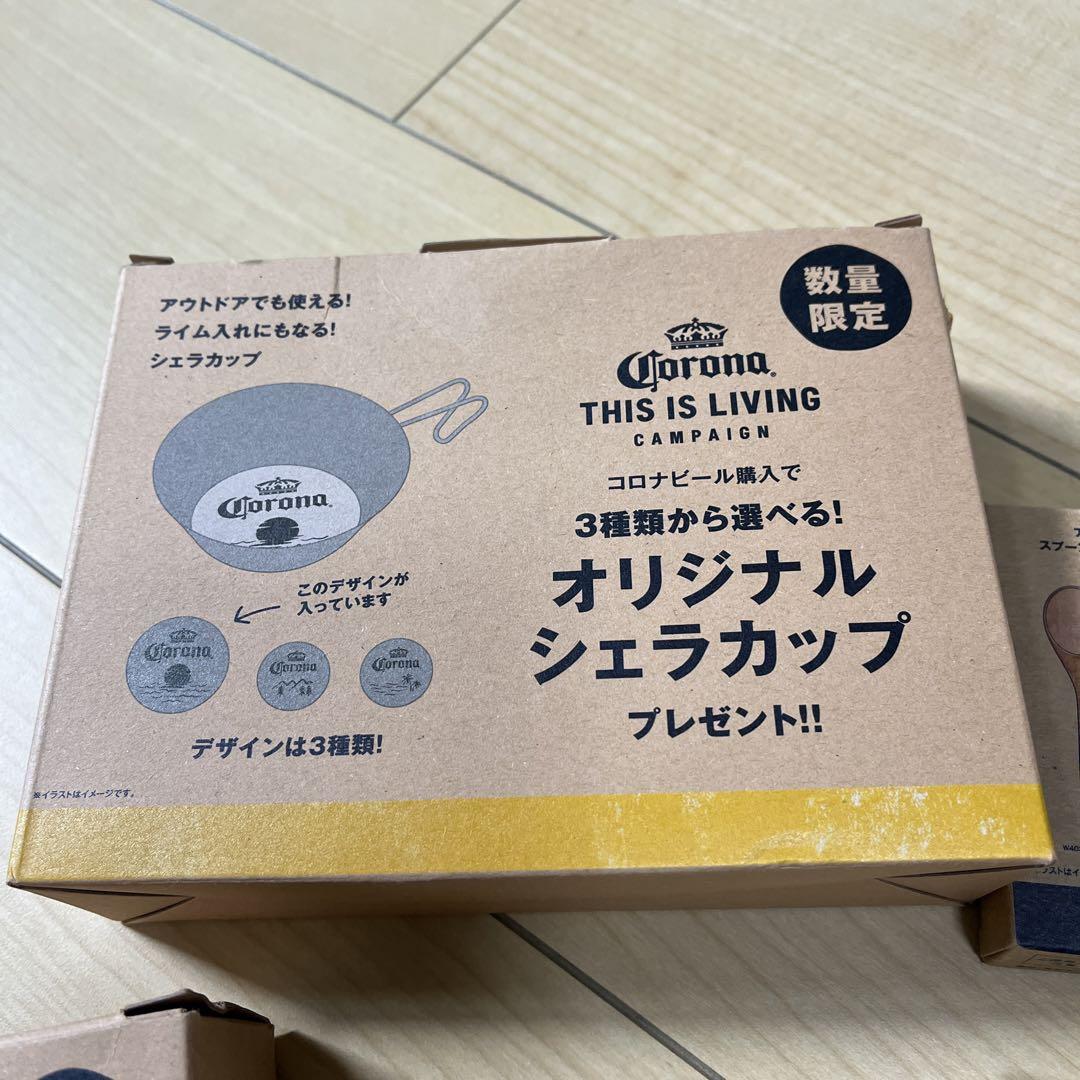 アウトドアでも使える!
ライム入れにもなる!
シェラカップ
Corona
このデザインが
入っています
Corona
Corona
Corona
デザインは3種類!
※イラストはイメージです。
数量
限定
Corona
THIS IS LIVING
CAMPAIGN
コロナビール購入で
3種類から選べる!
オリジナル
シェラカップ
プレゼント!!
スプー